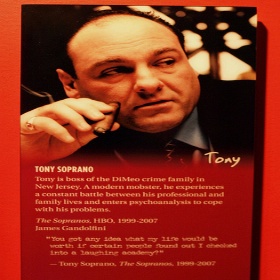 Tony
TONY SOPRANO
Tony is boss of the DiMeo crime family in
New Jersey. A modern mobster, he experiences
a constant battle between his professional and
family lives and enters psychoanalysis to cope
with his problems.
The Sopranos, HBO, 1999-2007
James Gandolfini
"You got any idea what my life would be
worth if certain people found out I checked
into a laughing academy?"
— Tony Soprano, The Sopranos, 1999-2007